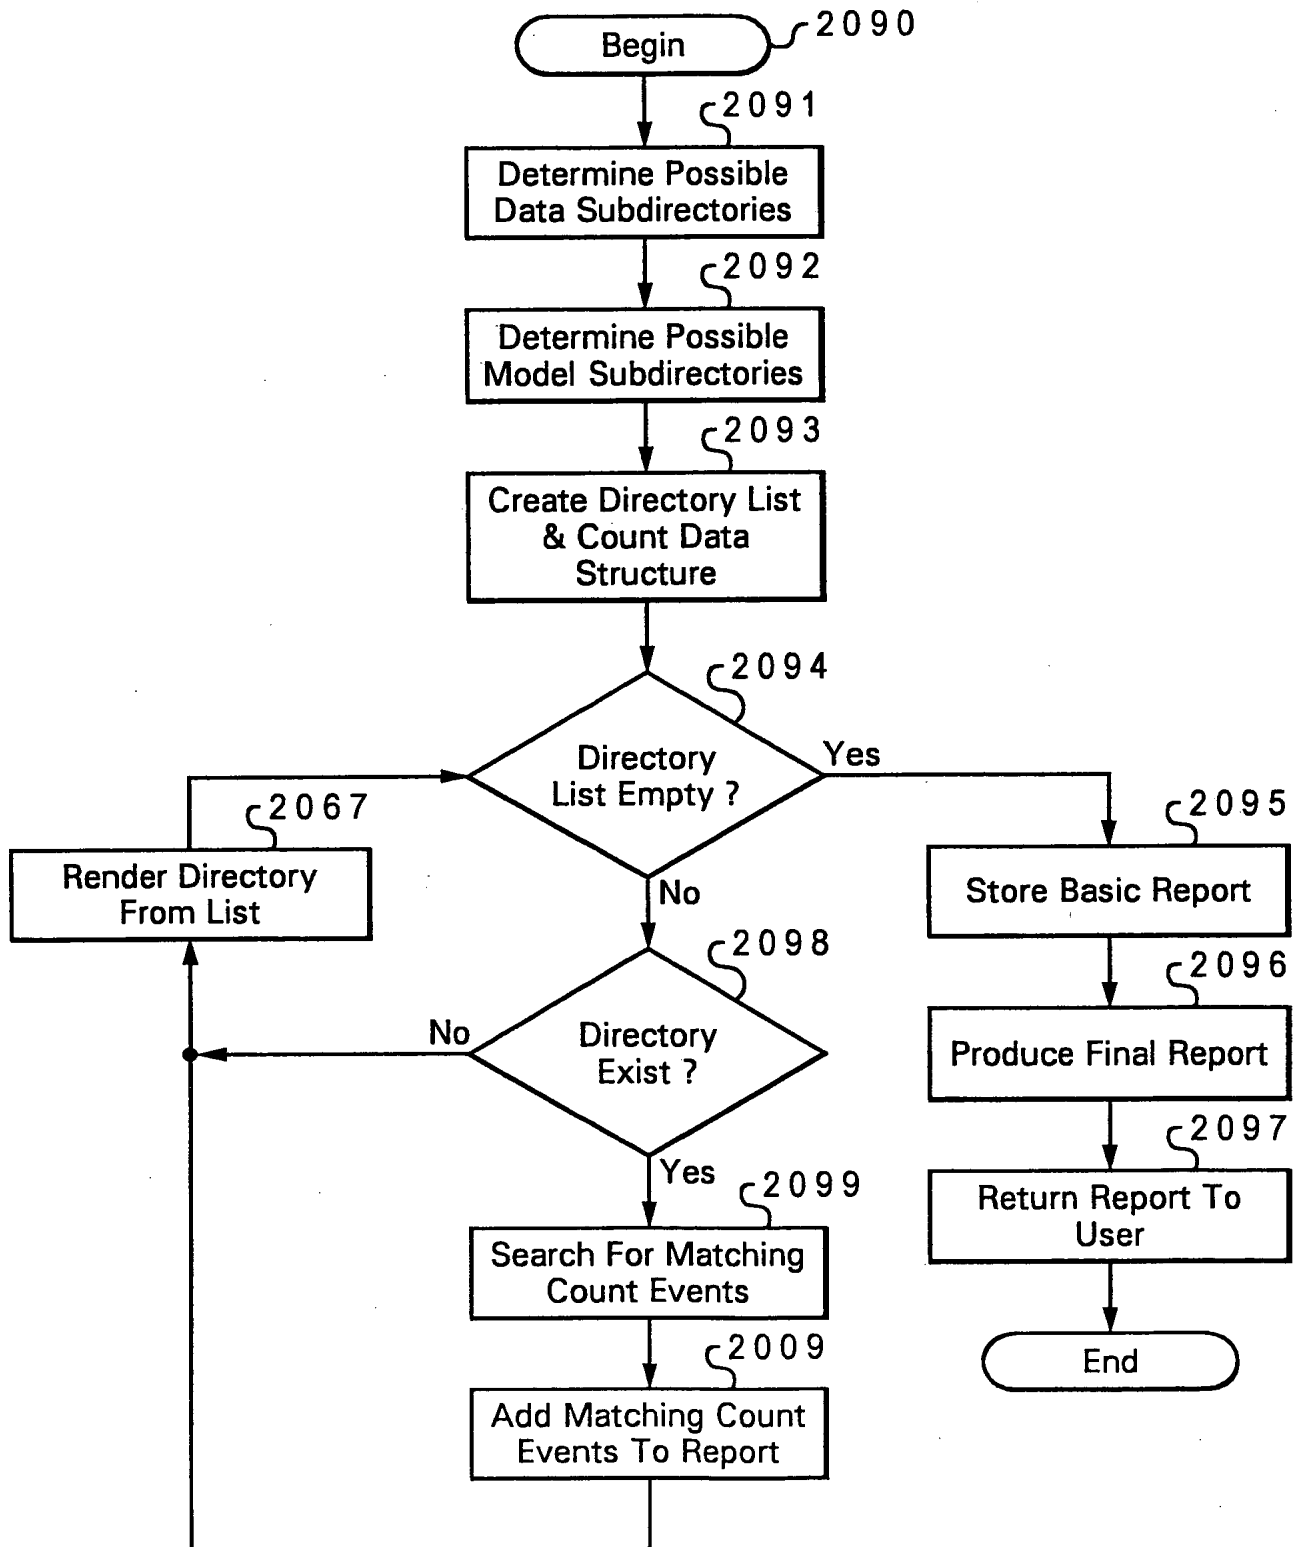 Begin
2090
2091
Determine Possible
Data Subdirectories
2092
Determine Possible
Model Subdirectories
2093
Create Directory List
& Count Data
Structure
2094
Directory
List Empty ?
Yes
No
2067
Render Directory
From List
2095
Store Basic Report
2096
Produce Final Report
2097
Return Report To
User
End
2098
Directory
Exist ?
No
Yes
2099
Search For Matching
Count Events
2009
Add Matching Count
Events To Report